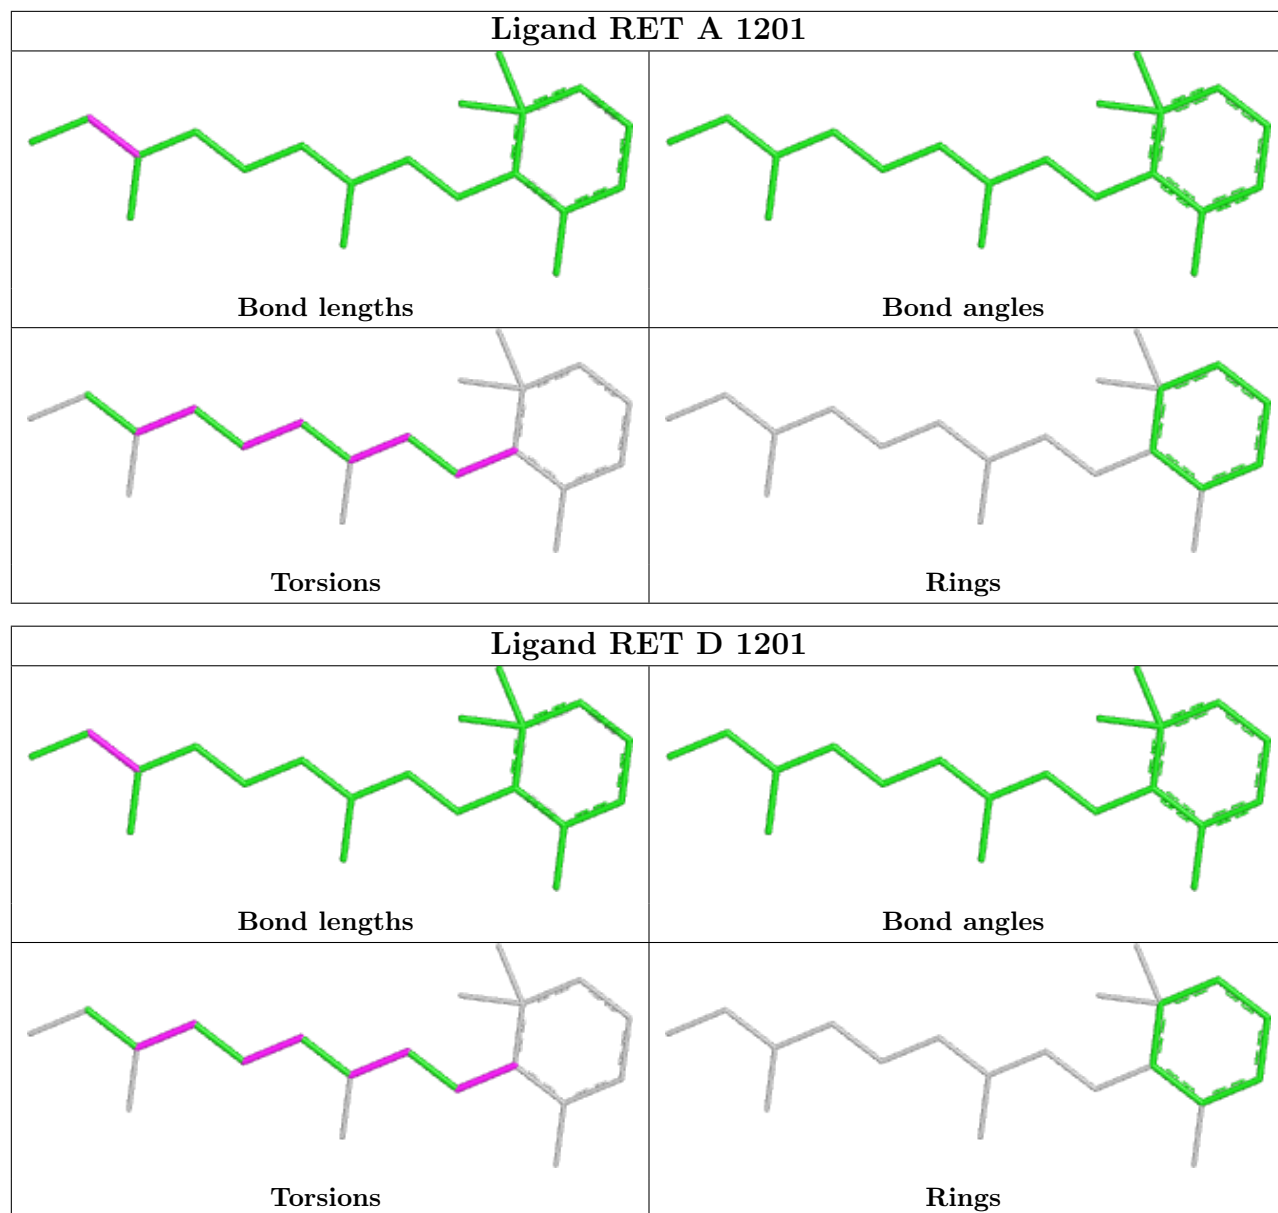 Ligand RET A 1201
Bond lengths
Bond angles
Torsions
Rings
Ligand RET D 1201
Bond lengths
Bond angles
Torsions
Rings